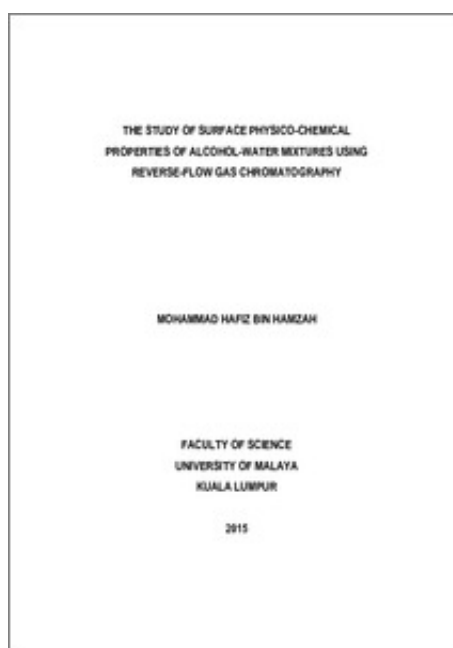 THE STUDY OF SURFACE PHYSICO-CHEMICAL
PROPERTIES OF ALCOHOL-WATER MIXTURES USING
REVERSE-FLOW GAS CHROMATOGRAPHY
MOHAMMAD HAFIZ BIN HAMZAH
FACULTY OF SCIENCE
UNIVERSITY OF MALAYA
KUALA LUMPUR
2015